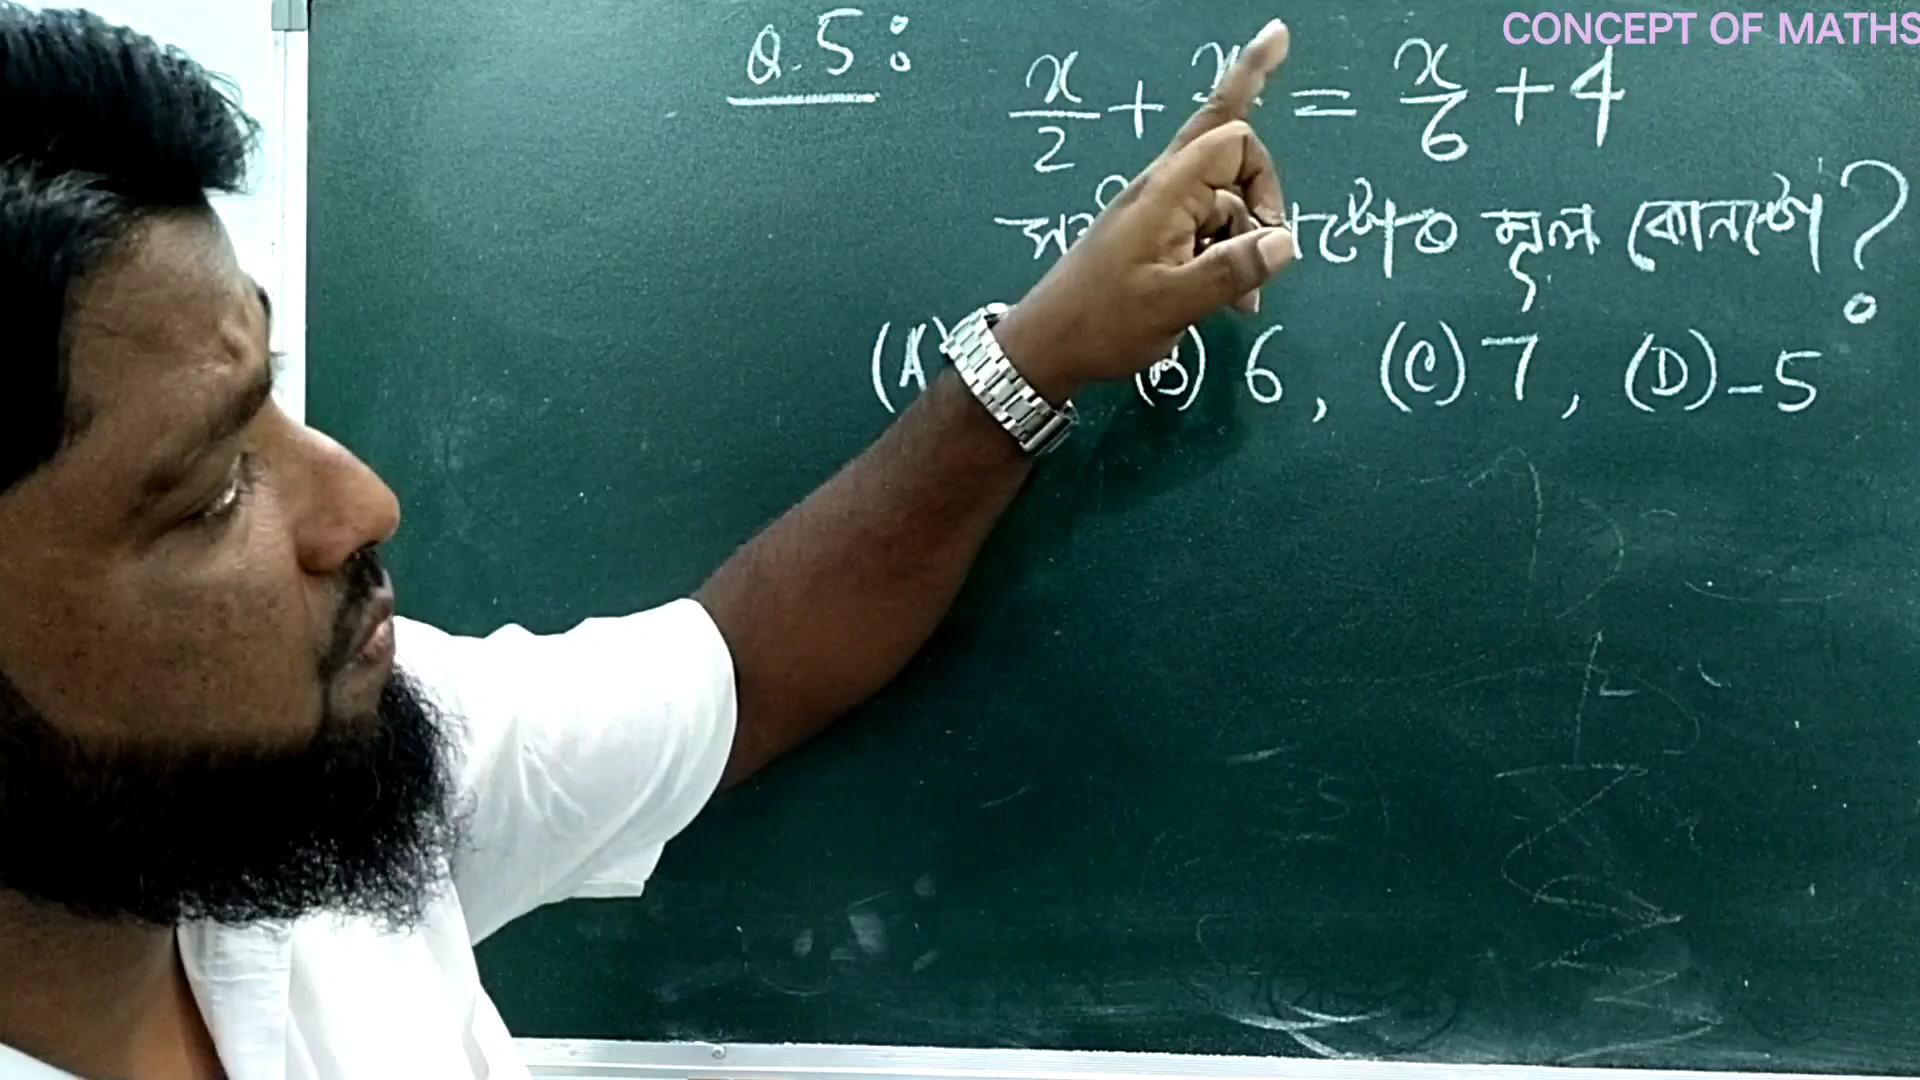 CONCEPT OF MATHS
Q.5:
x/2 + x = x/6 + 4
মূল কোনটো?
(A) (B) 6, (C) 7, (D) -5